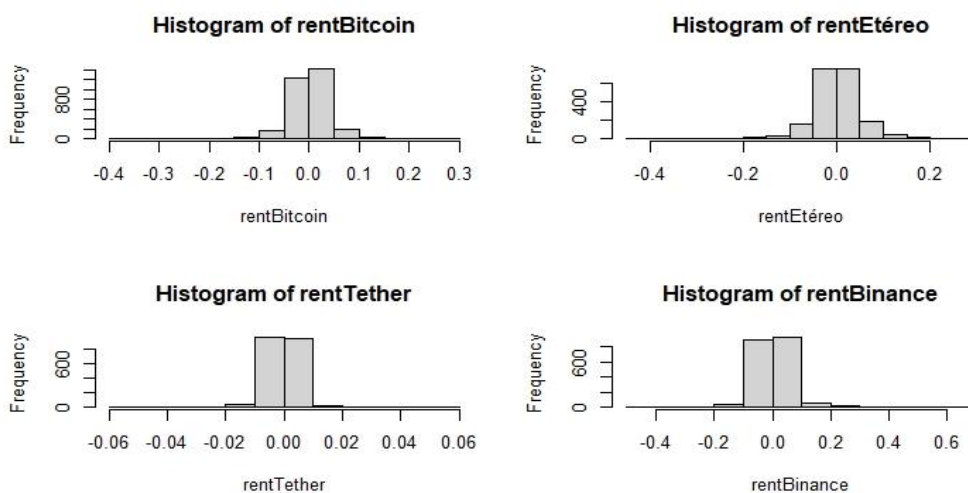 Histogram of rentBitcoin
Frequency
0 800
-0.4 -0.3 -0.2 -0.1 0.0 0.1 0.2 0.3
rentBitcoin
Histogram of rentEtéreo
Frequency
0 400
-0.4 -0.2 0.0 0.2
rentEtéreo
Histogram of rentTether
Frequency
0 600
-0.06 -0.04 -0.02 0.00 0.02 0.04 0.06
rentTether
Histogram of rentBinance
Frequency
0 600
-0.4 -0.2 0.0 0.2 0.4 0.6
rentBinance